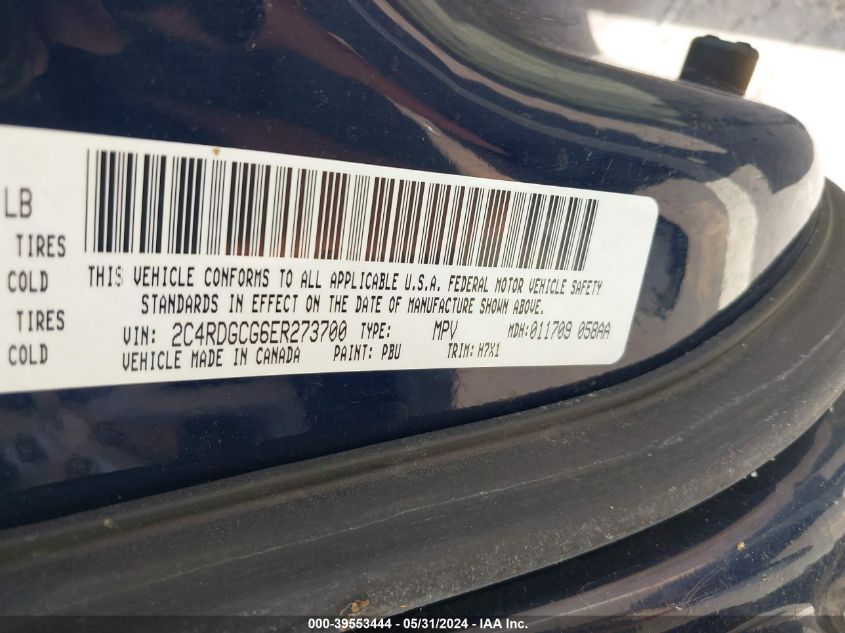 LB
TIRES
COLD
TIRES
COLD
THIS VEHICLE CONFORMS TO ALL APPLICABLE U.S.A. FEDERAL MOTOR VEHICLE SAFETY
STANDARDS IN EFFECT ON THE DATE OF MANUFACTURE SHOWN ABOVE.
VIN: 2C4RDGCG6ER273700 TYPE: MPV MDH:011709 058AA
VEHICLE MADE IN CANADA PAINT: PBU TRIM: H7X1
000-39553444 - 05/31/2024 - IAA Inc.